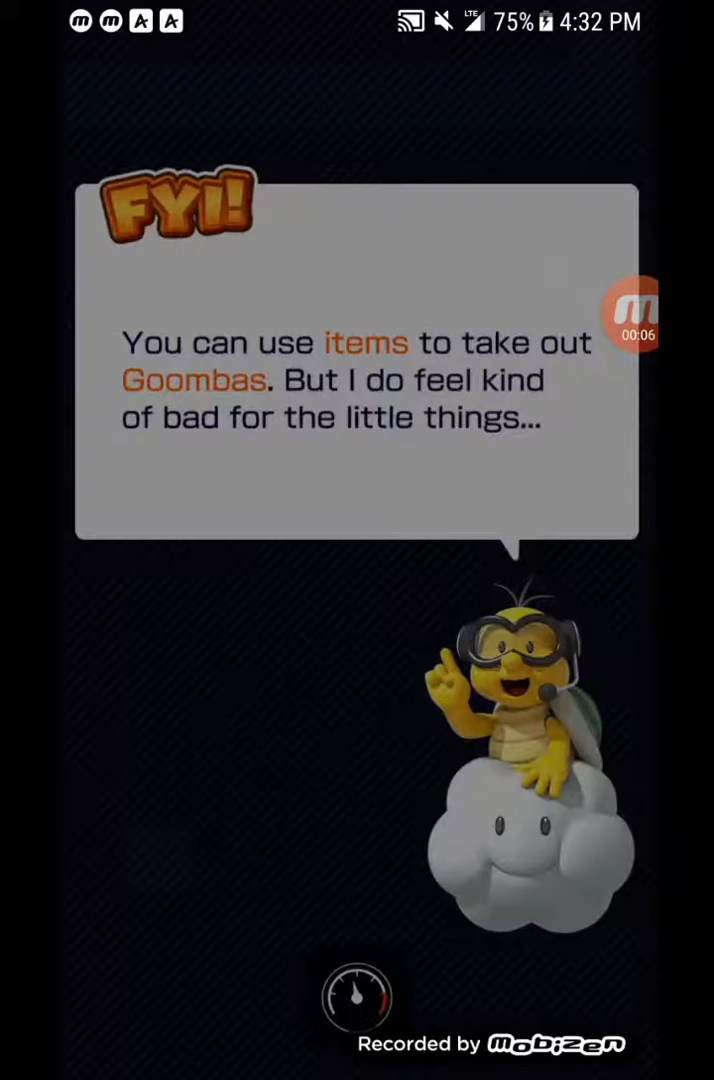 LTE 75% 4:32 PM
FYI!
You can use items to take out
Goombas. But I do feel kind
of bad for the little things...
00:06
Recorded by mobizen